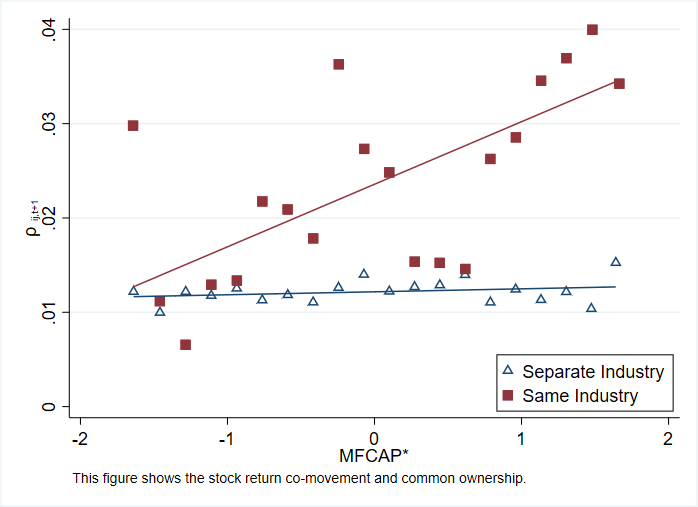 .04
.03
.02
.01
0
ρ ij,t+1
-2 -1 0 1 2
MFCAP*
Separate Industry
Same Industry
This figure shows the stock return co-movement and common ownership.